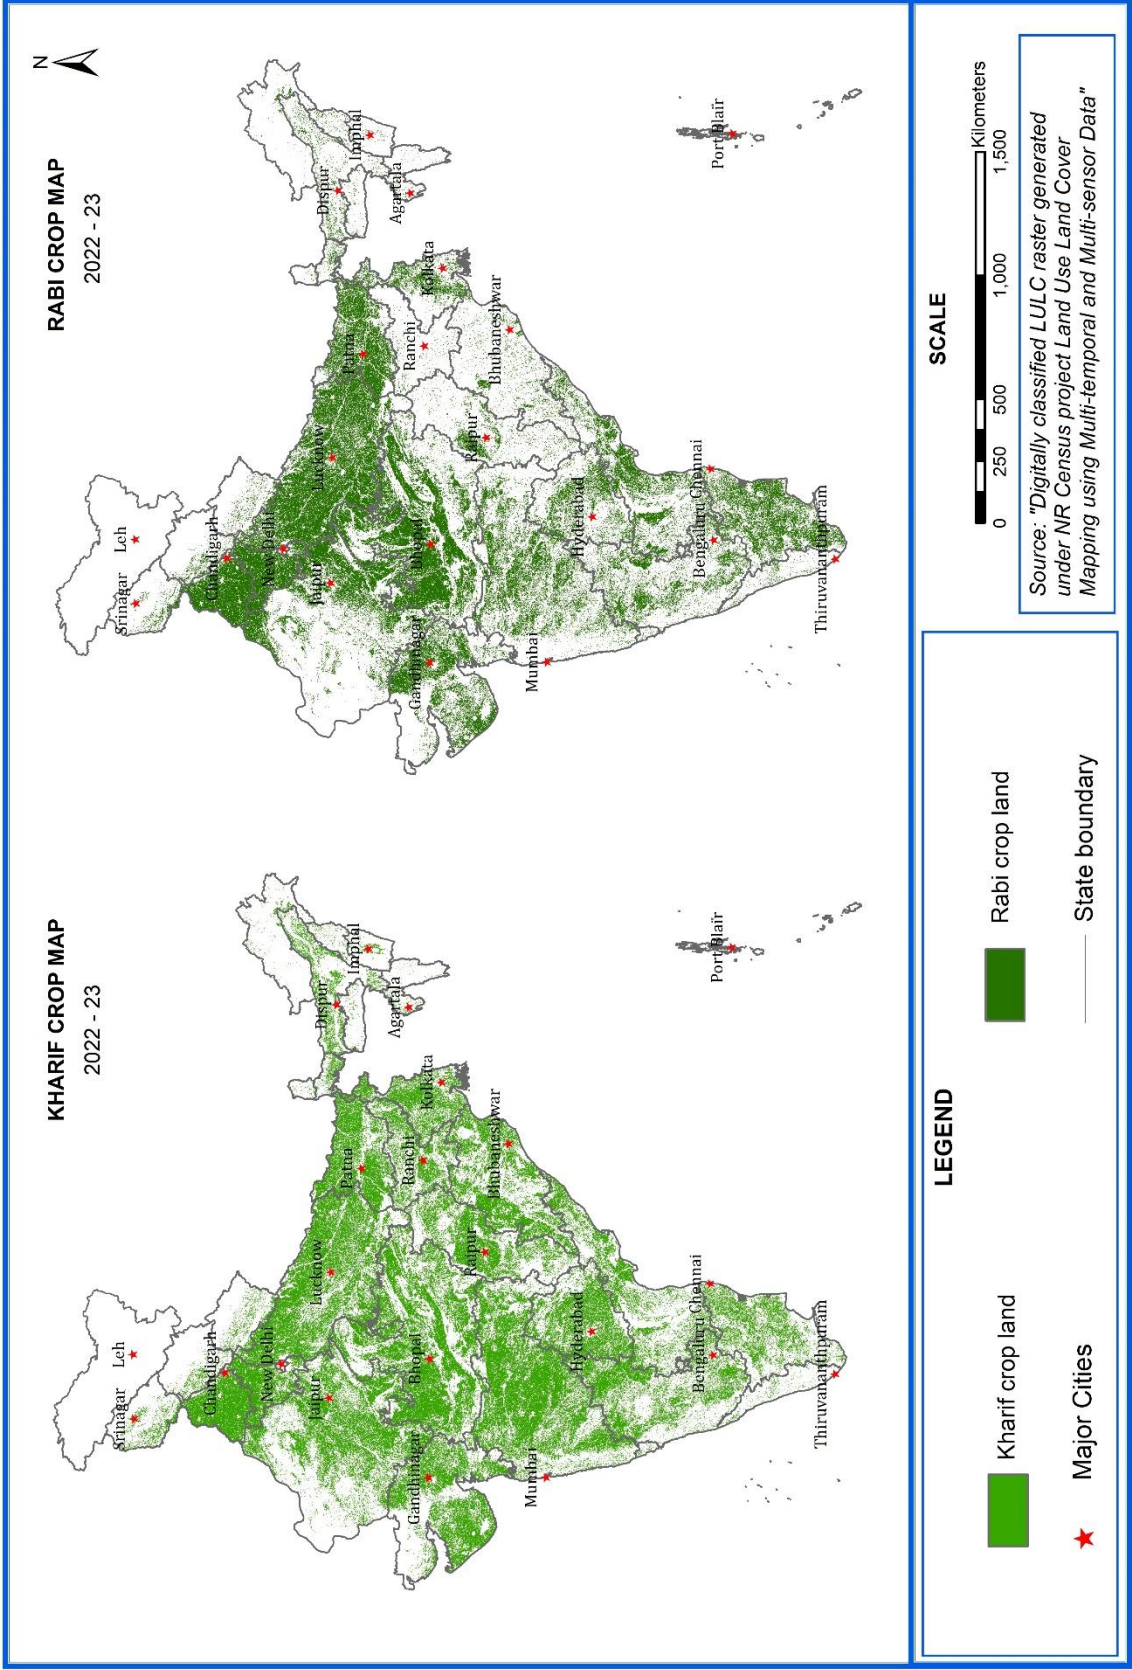 KHARIF CROP MAP
2022 - 23
Srinagar
Leh
Chandigarh
New Delhi
Jaipur
Lucknow
Patna
Dispur
Imphal
Agartala
Gandhinagar
Bhopal
Ranchi
Kolkata
Raipur
Bhubaneshwar
Mumbai
Hyderabad
Bengaluru
Chennai
Thiruvananthpuram
Port Blair
RABI CROP MAP
2022 - 23
N
Srinagar
Leh
Chandigarh
New Delhi
Jaipur
Lucknow
Patna
Dispur
Imphal
Agartala
Gandhinagar
Bhopal
Ranchi
Kolkata
Raipur
Bhubaneshwar
Mumbai
Hyderabad
Bengaluru
Chennai
Thiruvananthpuram
Port Blair
LEGEND
Kharif crop land
Rabi crop land
Major Cities
State boundary
SCALE
0 250 500 1,000 1,500
Kilometers
Source: "Digitally classified LULC raster generated
under NR Census project Land Use Land Cover
Mapping using Multi-temporal and Multi-sensor Data"